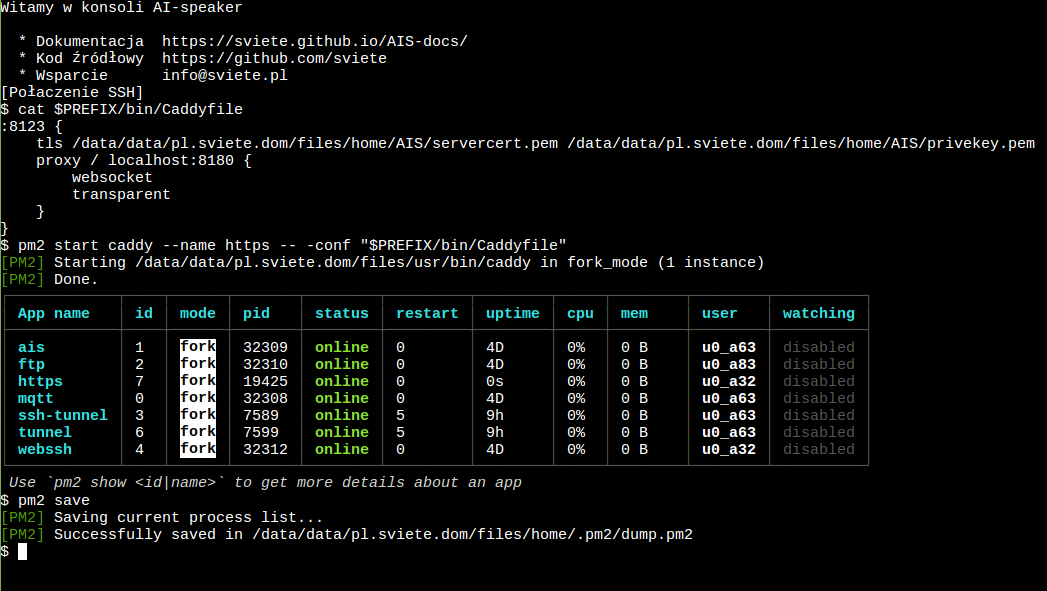 Witamy w konsoli AI-speaker
* Dokumentacja https://sviete.github.io/AIS-docs/
* Kod źródłowy https://github.com/sviete
* Wsparcie info@sviete.pl
[Połaczenie SSH]
$ cat $PREFIX/bin/Caddyfile
:8123 {
tls /data/data/pl.sviete.dom/files/home/AIS/servercert.pem /data/data/pl.sviete.dom/files/home/AIS/privekey.pem
proxy / localhost:8180 {
websocket
transparent
}
}
$ pm2 start caddy --name https -- -conf "$PREFIX/bin/Caddyfile"
[PM2] Starting /data/data/pl.sviete.dom/files/usr/bin/caddy in fork_mode (1 instance)
[PM2] Done.
App name id mode pid status restart uptime cpu mem user watching
ais 1 fork 32309 online 0 4D 0% 0 B u0_a63 disabled
ftp 2 fork 32310 online 0 4D 0% 0 B u0_a83 disabled
https 7 fork 19425 online 0 0s 0% 0 B u0_a32 disabled
mqtt 0 fork 32308 online 0 4D 0% 0 B u0_a63 disabled
ssh-tunnel 3 fork 7589 online 5 9h 0% 0 B u0_a63 disabled
tunnel 6 fork 7599 online 5 9h 0% 0 B u0_a63 disabled
webssh 4 fork 32312 online 0 4D 0% 0 B u0_a32 disabled
Use `pm2 show <id|name>` to get more details about an app
$ pm2 save
[PM2] Saving current process list...
[PM2] Successfully saved in /data/data/pl.sviete.dom/files/home/.pm2/dump.pm2
$